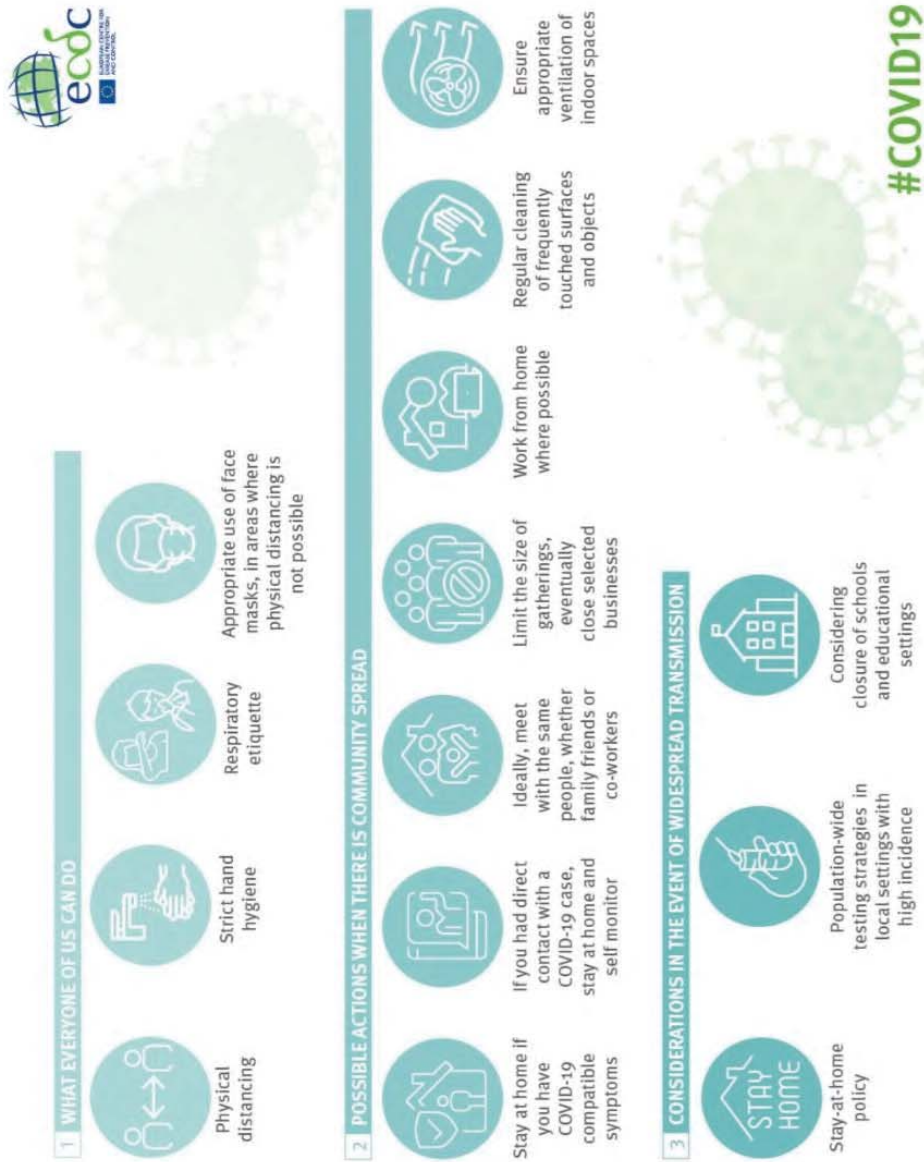 ecdc
EUROPEAN CENTRE FOR
DISEASE PREVENTION
AND CONTROL
1 WHAT EVERYONE OF US CAN DO
Physical
distancing
Strict hand
hygiene
Respiratory
etiquette
Appropriate use of face
masks, in areas where
physical distancing is
not possible
2 POSSIBLE ACTIONS WHEN THERE IS COMMUNITY SPREAD
Stay at home if
you have
COVID-19
compatible
symptoms
If you had direct
contact with a
COVID-19 case,
stay at home and
self monitor
Ideally, meet
with the same
people, whether
family friends or
co-workers
Limit the size of
gatherings,
eventually
close selected
businesses
Work from home
where possible
Regular cleaning
of frequently
touched surfaces
and objects
Ensure
appropriate
ventilation of
indoor spaces
3 CONSIDERATIONS IN THE EVENT OF WIDESPREAD TRANSMISSION
STAY
HOME
Stay-at-home
policy
Population-wide
testing strategies in
local settings with
high incidence
Considering
closure of schools
and educational
settings
#COVID19